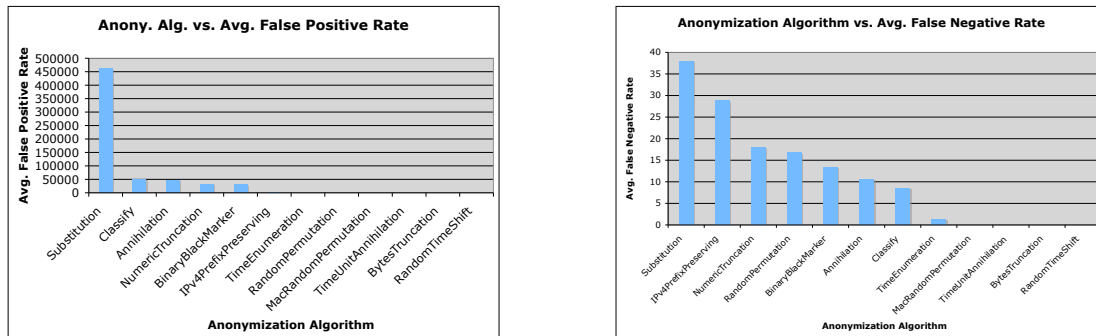 Anony. Alg. vs. Avg. False Positive Rate
Avg. False Positive Rate
500000
450000
400000
350000
300000
250000
200000
150000
100000
50000
0
Substitution
Classify
Annihilation
NumericTruncation
BinaryBlackMarker
IPv4PrefixPreserving
TimeEnumeration
RandomPermutation
MacRandomPermutation
TimeUnitAnnihilation
BytesTruncation
RandomTimeShift
Anonymization Algorithm
Anonymization Algorithm vs. Avg. False Negative Rate
Avg. False Negative Rate
40
35
30
25
20
15
10
5
0
Substitution
IPv4PrefixPreserving
NumericTruncation
RandomPermutation
BinaryBlackMarker
Annihilation
Classify
TimeEnumeration
MacRandomPermutation
TimeUnitAnnihilation
BytesTruncation
RandomTimeShift
Anonymization Algorithm